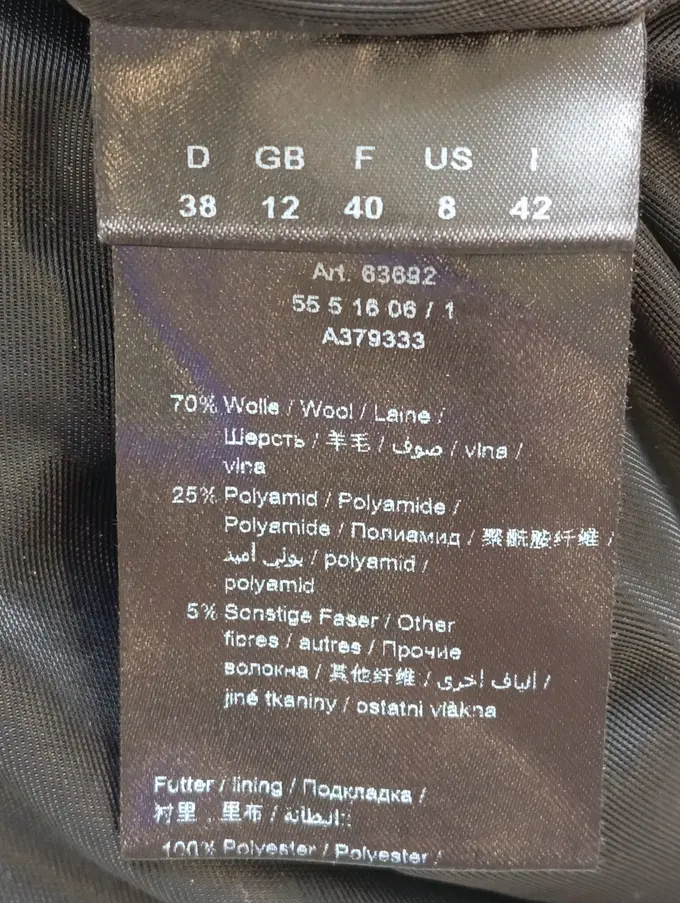 D GB F US I
38 12 40 8 42
Art. 63692
55 5 16 06 / 1
A379333
70% Wolle / Wool / Laine /
Шерсть / 羊毛 / صوف / vlna /
vlna
25% Polyamid / Polyamide /
Polyamide / Полиамид / 聚酰胺纤维 /
بولي أميد / polyamid /
polyamid
5% Sonstige Faser / Other
fibres / autres / Прочие
волокна / 其他纤维 / ألياف أخرى /
jiné tkaniny / ostatni vlàkna
Futter / lining / Подкладка /
衬里 , 里布 / البطانة:
100% Polyester / Polyester /